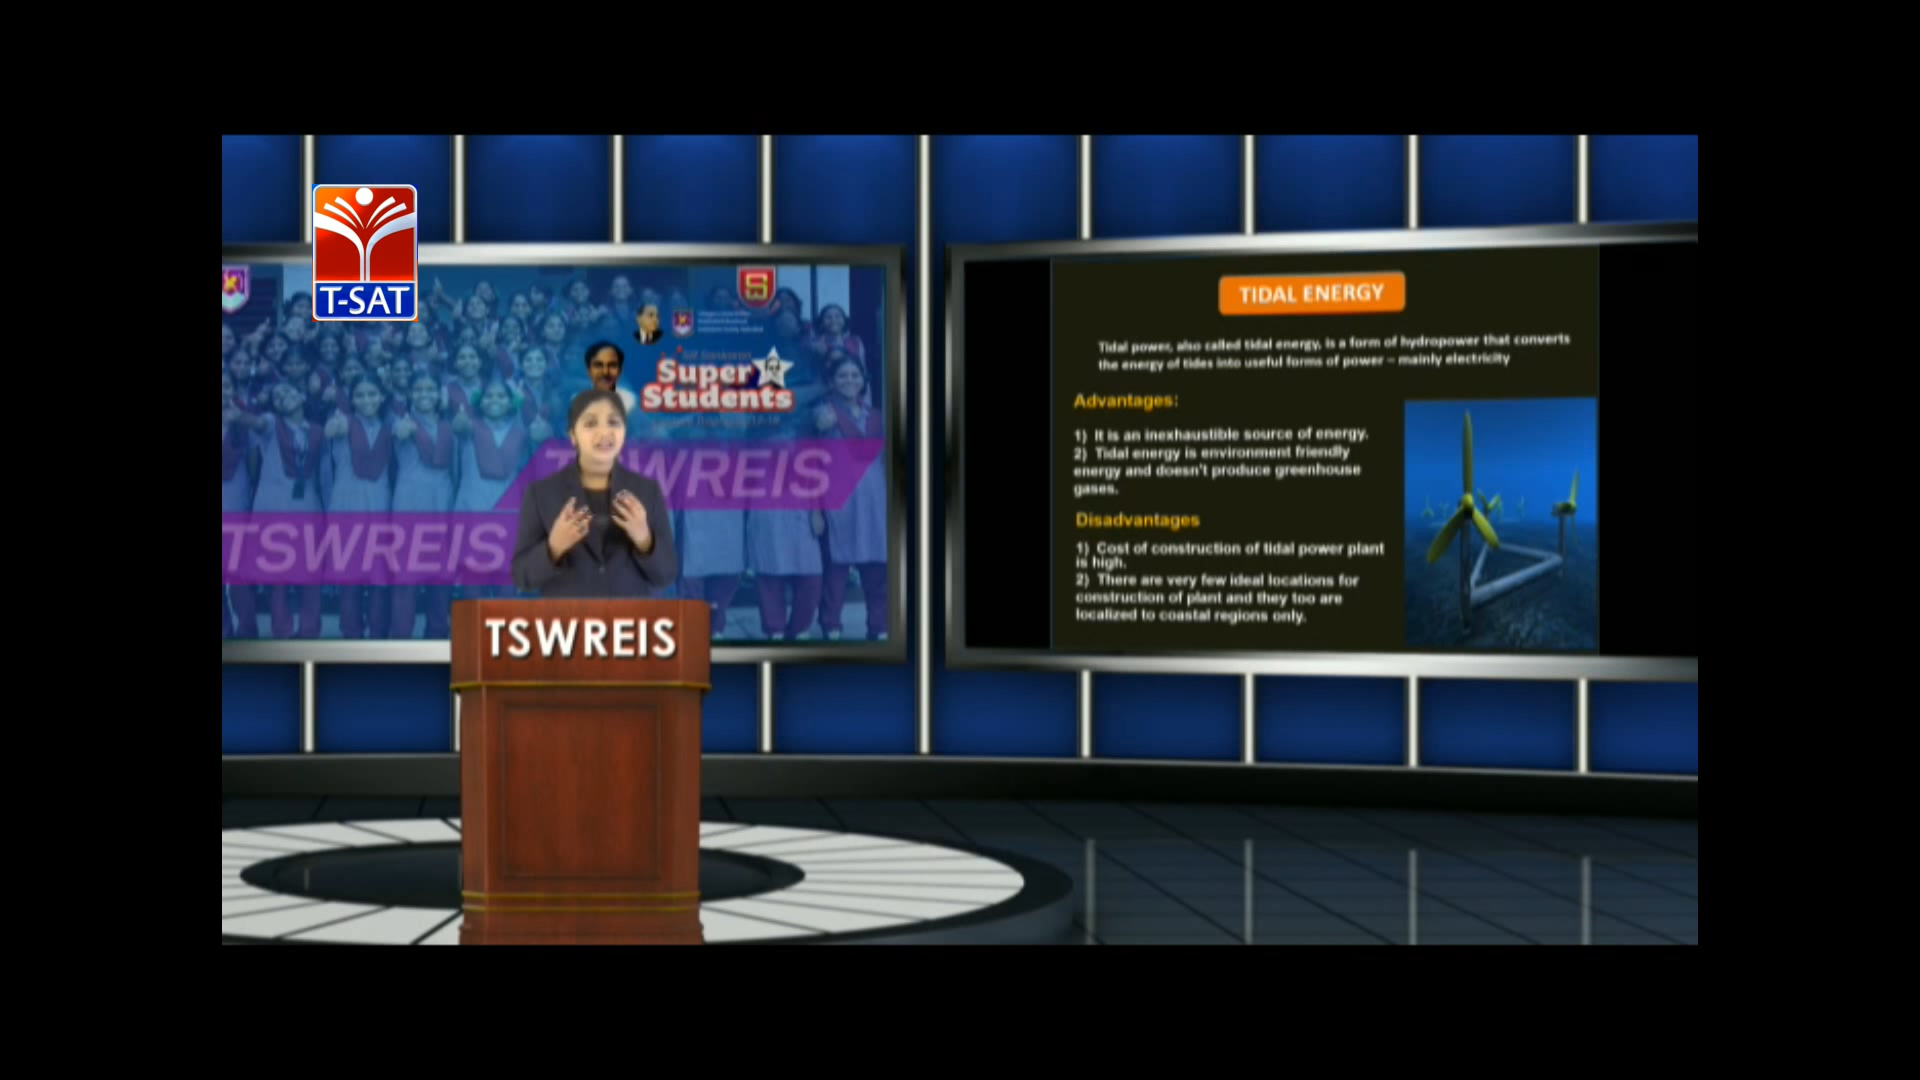 T-SAT
Super
Students
TSWREIS
TSWREIS
TSWREIS
TIDAL ENERGY
Tidal power, also called tidal energy, is a form of hydropower that converts
the energy of tides into useful forms of power – mainly electricity
Advantages:
1) It is an inexhaustible source of energy.
2) Tidal energy is environment friendly
energy and doesn't produce greenhouse
gases.
Disadvantages
1) Cost of construction of tidal power plant
is high.
2) There are very few ideal locations for
construction of plant and they too are
localized to coastal regions only.